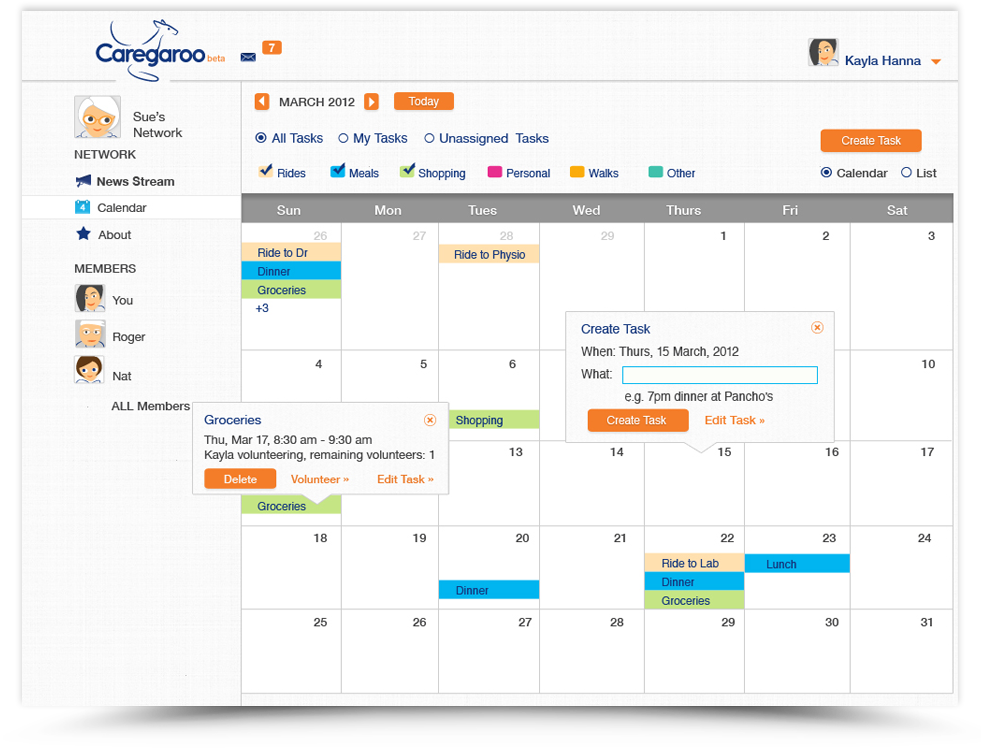 Caregaroo beta
7
Kayla Hanna
Sue's
Network
NETWORK
News Stream
4
Calendar
About
MEMBERS
You
Roger
Nat
ALL Members
MARCH 2012
Today
All Tasks
My Tasks
Unassigned Tasks
Create Task
Rides
Meals
Shopping
Personal
Walks
Other
Calendar
List
Sun Mon Tues Wed Thurs Fri Sat
26 27 28 29 1 2 3
Ride to Dr
Ride to Physio
Dinner
Groceries
+3
Create Task
When: Thurs, 15 March, 2012
What:
e.g. 7pm dinner at Pancho's
Create Task
Edit Task »
4 5 6 10
Shopping
Groceries
Thu, Mar 17, 8:30 am - 9:30 am
Kayla volunteering, remaining volunteers: 1
Delete
Volunteer »
Edit Task »
13 14 15 16 17
Groceries
18 19 20 21 22 23 24
Ride to Lab
Lunch
Dinner
Dinner
Groceries
25 26 27 28 29 30 31